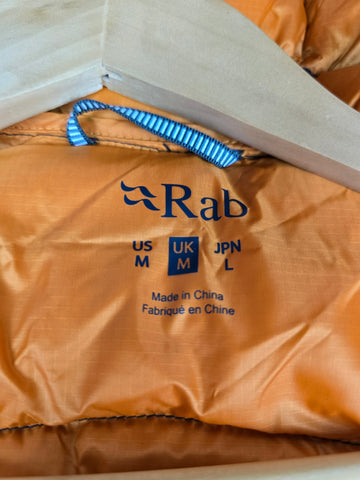 Rab
US UK JPN
M M L
Made in China
Fabriqué en Chine